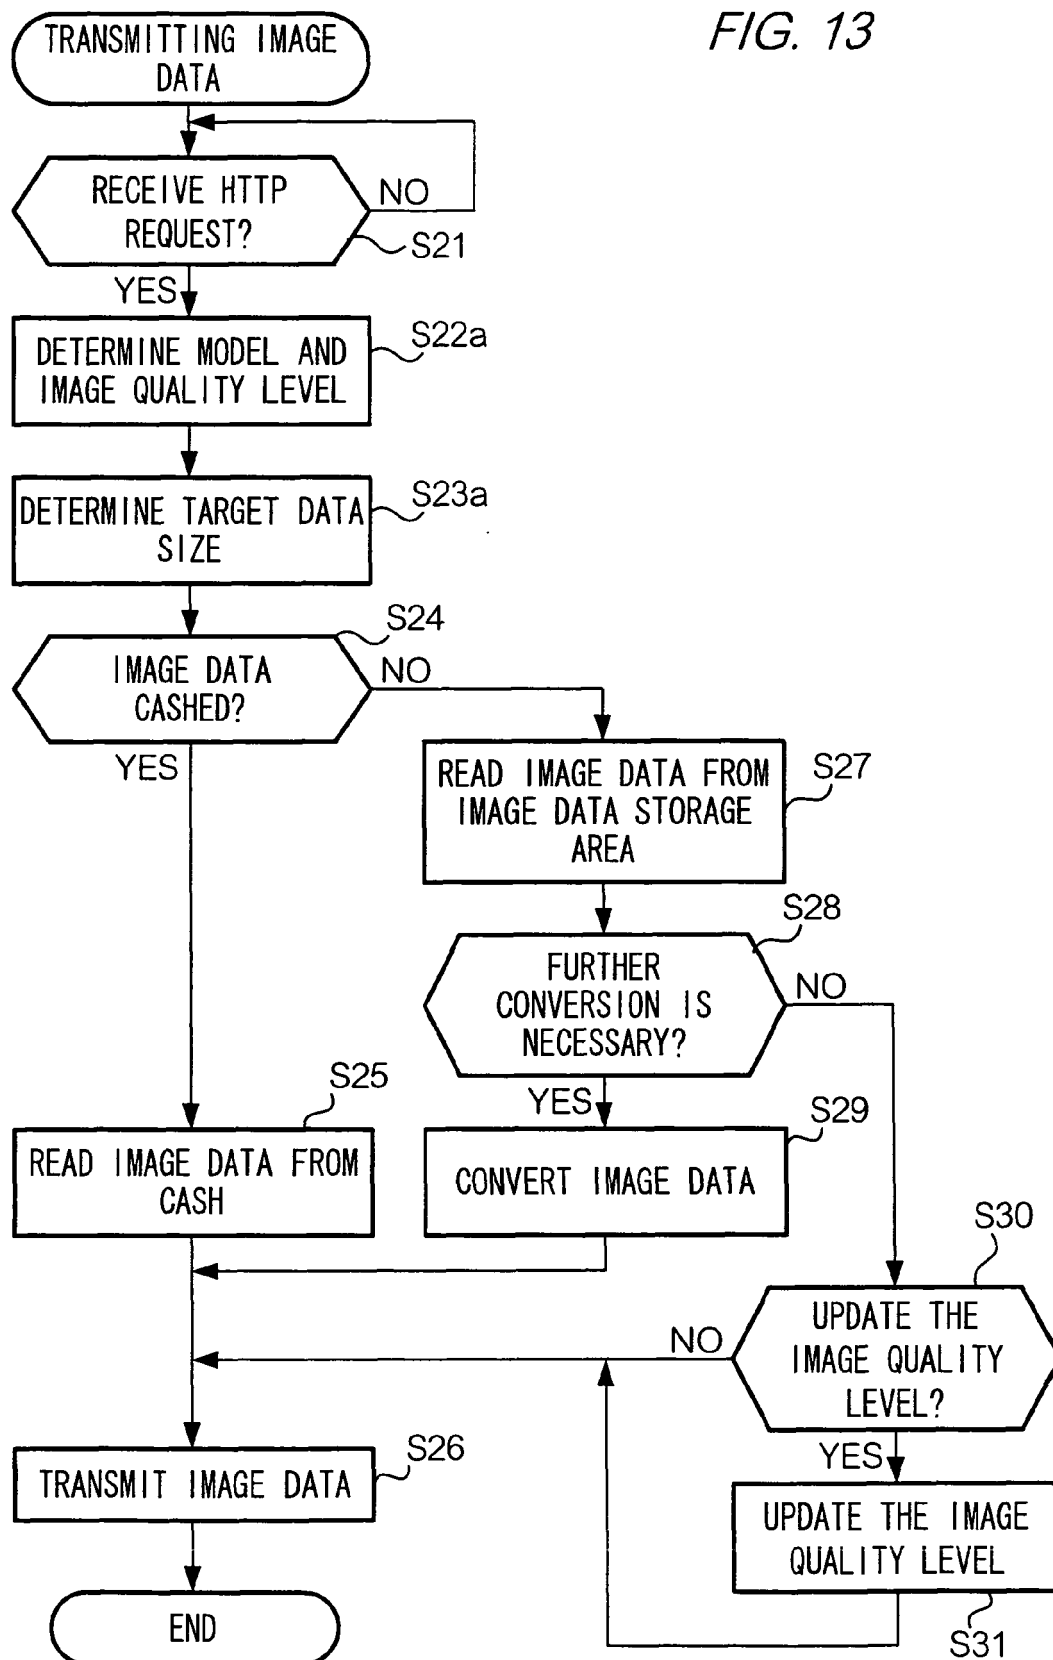 FIG. 13
TRANSMITTING IMAGE
DATA
RECEIVE HTTP
REQUEST?
NO
S21
YES
S22a
DETERMINE MODEL AND
IMAGE QUALITY LEVEL
S23a
DETERMINE TARGET DATA
SIZE
S24
IMAGE DATA
CASHED?
NO
YES
READ IMAGE DATA FROM
IMAGE DATA STORAGE
AREA
S27
S28
FURTHER
CONVERSION IS
NECESSARY?
NO
YES
S25
READ IMAGE DATA FROM
CASH
S29
CONVERT IMAGE DATA
S30
UPDATE THE
IMAGE QUALITY
LEVEL?
NO
YES
S26
TRANSMIT IMAGE DATA
UPDATE THE IMAGE
QUALITY LEVEL
S31
END